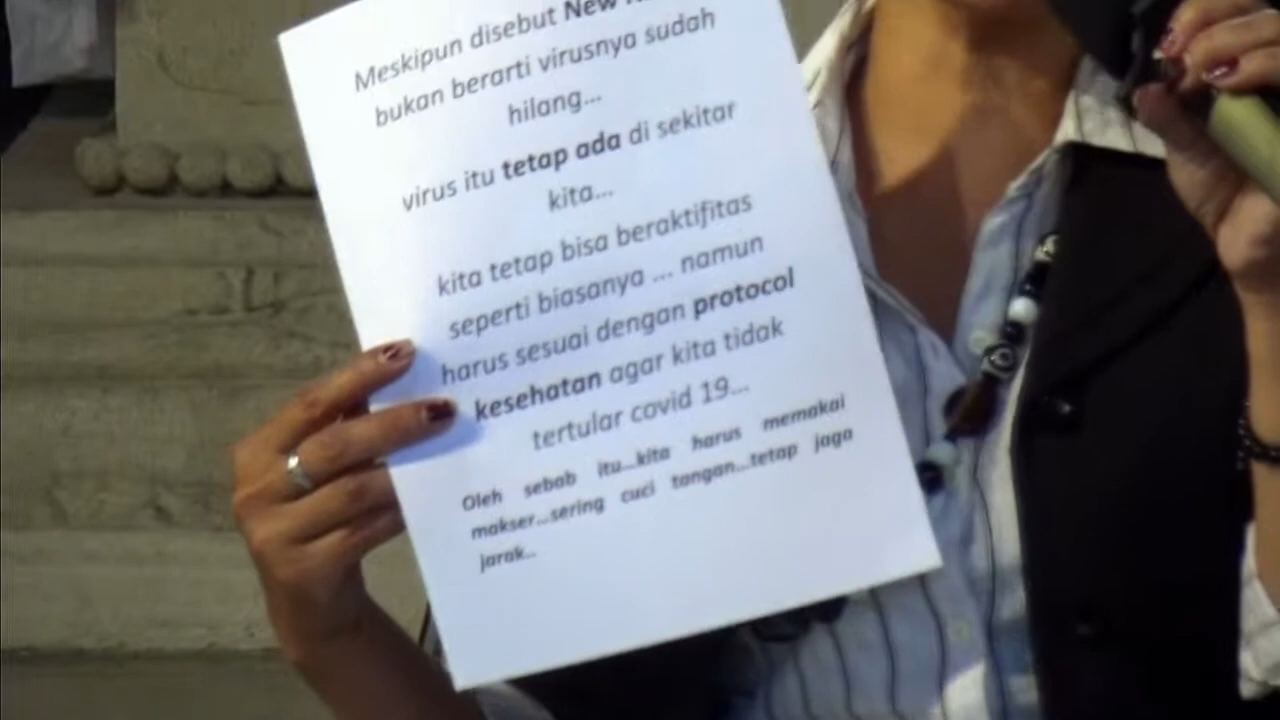 Meskipun disebut New
bukan berarti virusnya sudah
hilang...
virus itu tetap ada di sekitar
kita...
kita tetap bisa beraktifitas
seperti biasanya ... namun
harus sesuai dengan protocol
kesehatan agar kita tidak
tertular covid 19...
Oleh sebab itu...kita harus memakai
makser...sering cuci tangan...tetap jaga
jarak...